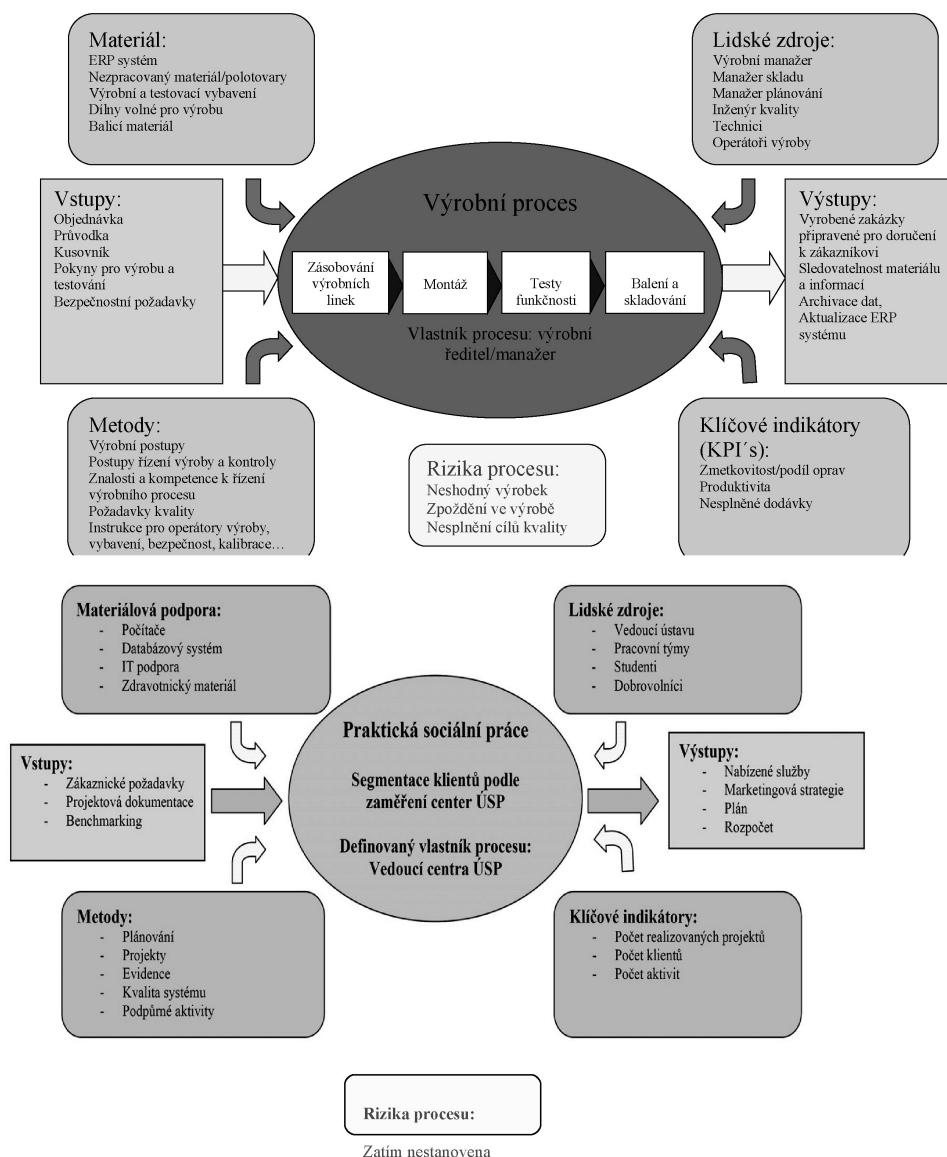 Materiál:
ERP systém
Nezpracovaný materiál/polotovary
Výrobní a testovací vybavení
Dílny volné pro výrobu
Balicí materiál
Lidské zdroje:
Výrobní manažer
Manažer skladu
Manažer plánování
Inženýr kvality
Technici
Operátoři výroby
Vstupy:
Objednávka
Průvodka
Kusovník
Pokyny pro výrobu a
testování
Bezpečnostní požadavky
Výrobní proces
Zásobování
výrobních
linek
Montáž
Testy
funkčnosti
Balení a
skladování
Vlastník procesu: výrobní
ředitel/manažer
Výstupy:
Vyrobené zakázky
připravené pro doručení
k zákazníkovi
Sledovatelnost materiálu
a informací
Archivace dat,
Aktualizace ERP
systému
Metody:
Výrobní postupy
Postupy řízení výroby a kontroly
Znalosti a kompetence k řízení
výrobního procesu
Požadavky kvality
Instrukce pro operátory výroby,
vybavení, bezpečnost, kalibrace…
Rizika procesu:
Neshodný výrobek
Zpoždění ve výrobě
Nesplnění cílů kvality
Klíčové indikátory
(KPI´s):
Zmetkovitost/podíl oprav
Produktivita
Nesplněné dodávky
Materiálová podpora:
- Počítače
- Databázový systém
- IT podpora
- Zdravotnický materiál
Lidské zdroje:
- Vedoucí ústavu
- Pracovní týmy
- Studenti
- Dobrovolníci
Vstupy:
- Zákaznické požadavky
- Projektová dokumentace
- Benchmarking
Praktická sociální práce
Segmentace klientů podle
zaměření center ÚSP
Definovaný vlastník procesu:
Vedoucí centra ÚSP
Výstupy:
- Nabízené služby
- Marketingová strategie
- Plán
- Rozpočet
Metody:
- Plánování
- Projekty
- Evidence
- Kvalita systému
- Podpůrné aktivity
Klíčové indikátory:
- Počet realizovaných projektů
- Počet klientů
- Počet aktivit
Rizika procesu:
Zatím nestanovena